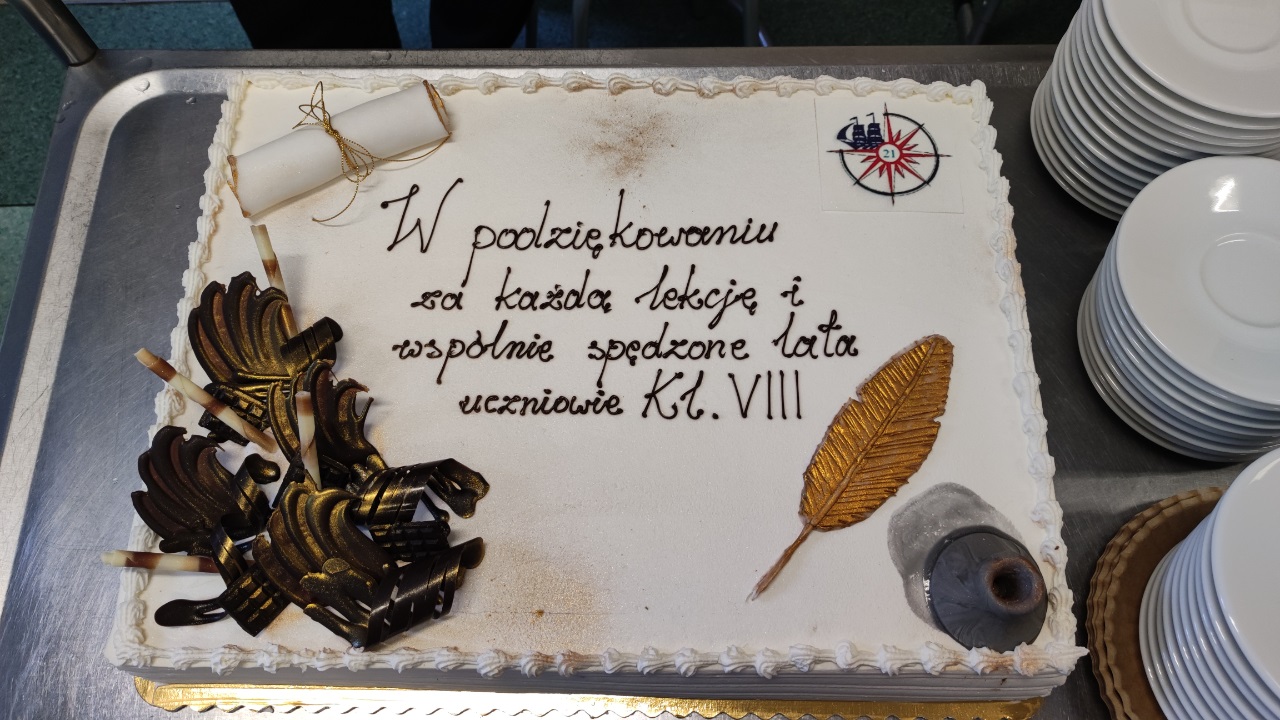 21
W podziękowaniu
za każdą lekcję i
wspólnie spędzone lata
uczniowie Kl. VIII